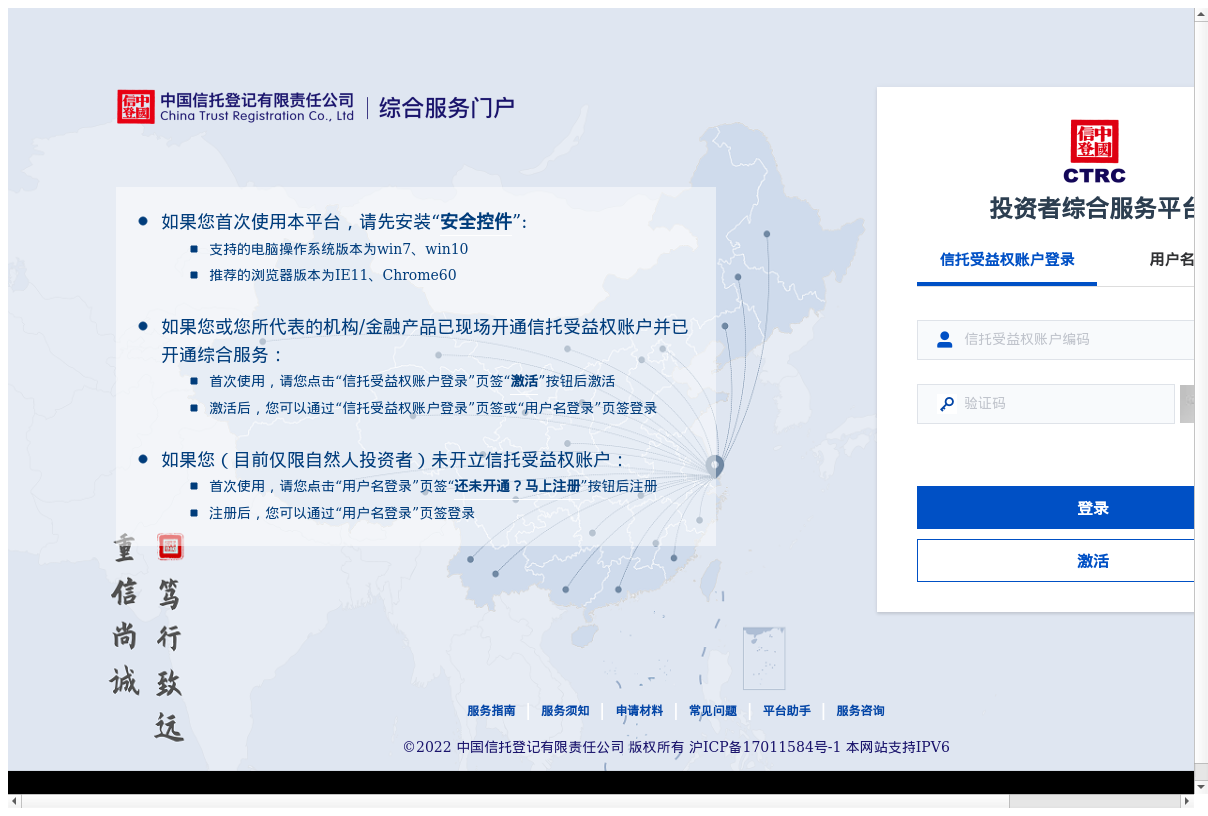 中国信托登记有限责任公司
China Trust Registration Co., Ltd
综合服务门户
信中登國
CTRC
投资者综合服务平台
信托受益权账户登录
用户名
信托受益权账户编码
验证码
登录
激活
如果您首次使用本平台，请先安装“安全控件”：
支持的电脑操作系统版本为win7、win10
推荐的浏览器版本为IE11、Chrome60
如果您或您所代表的机构/金融产品已现场开通信托受益权账户并已
开通综合服务：
首次使用，请您点击“信托受益权账户登录”页签“激活”按钮后激活
激活后，您可以通过“信托受益权账户登录”页签或“用户名登录”页签登录
如果您（目前仅限自然人投资者）未开立信托受益权账户：
首次使用，请您点击“用户名登录”页签“还未开通？马上注册”按钮后注册
注册后，您可以通过“用户名登录”页签登录
重信尚诚
笃行致远
服务指南 服务须知 申请材料 常见问题 平台助手 服务咨询
©2022 中国信托登记有限责任公司 版权所有 沪ICP备17011584号-1 本网站支持IPV6